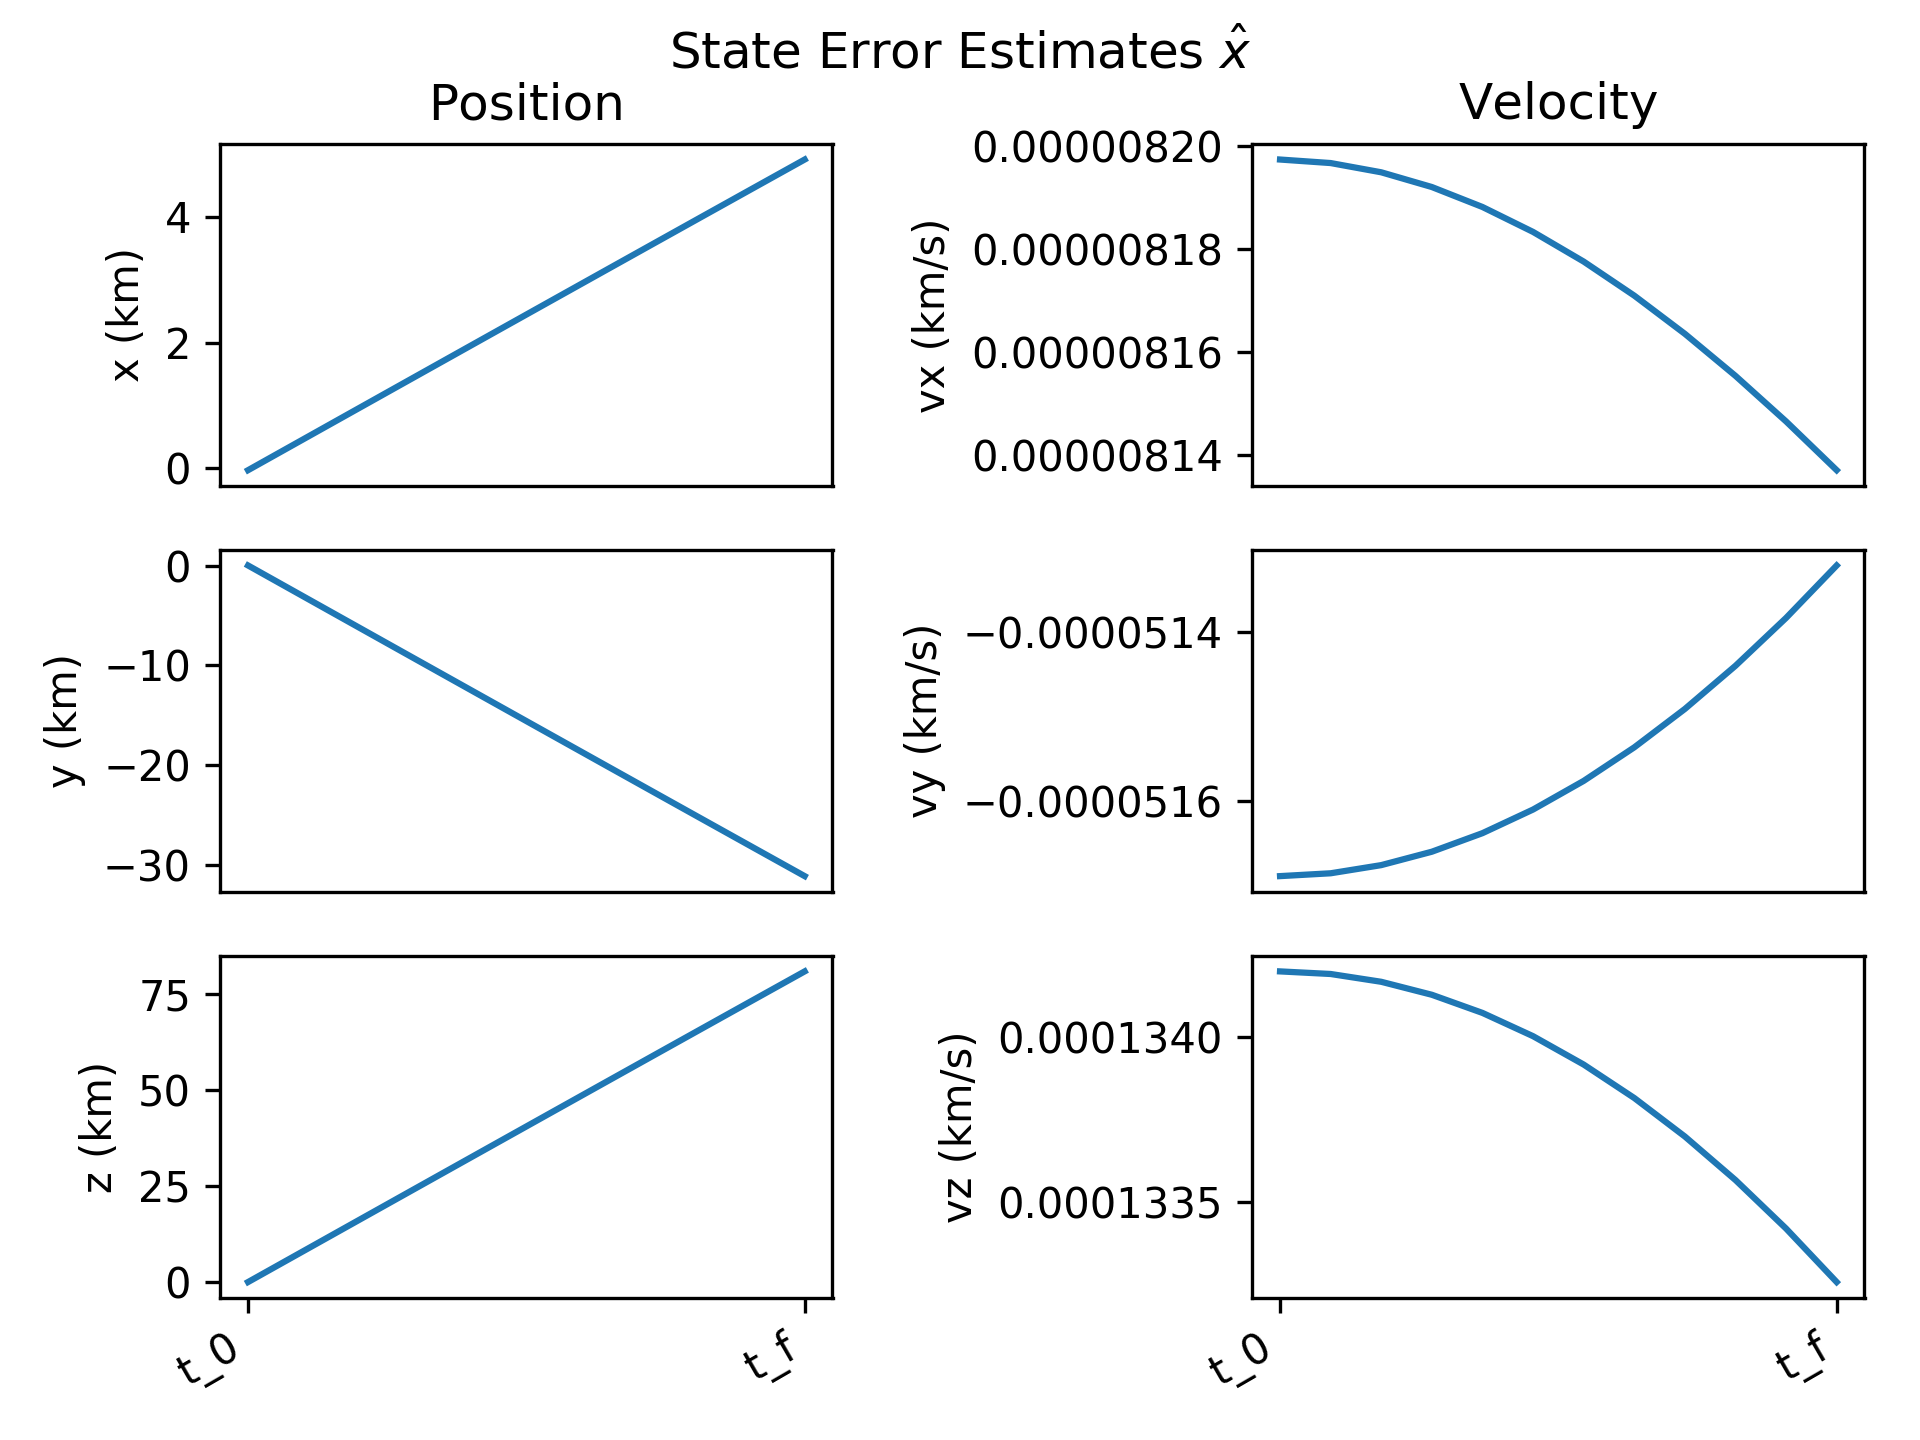 State Error Estimates x̂
Position
Velocity
x (km)
4
2
0
vx (km/s)
0.00000820
0.00000818
0.00000816
0.00000814
y (km)
0
−10
−20
−30
vy (km/s)
−0.0000514
−0.0000516
z (km)
75
50
25
0
vz (km/s)
0.0001340
0.0001335
t_0
t_f
t_0
t_f